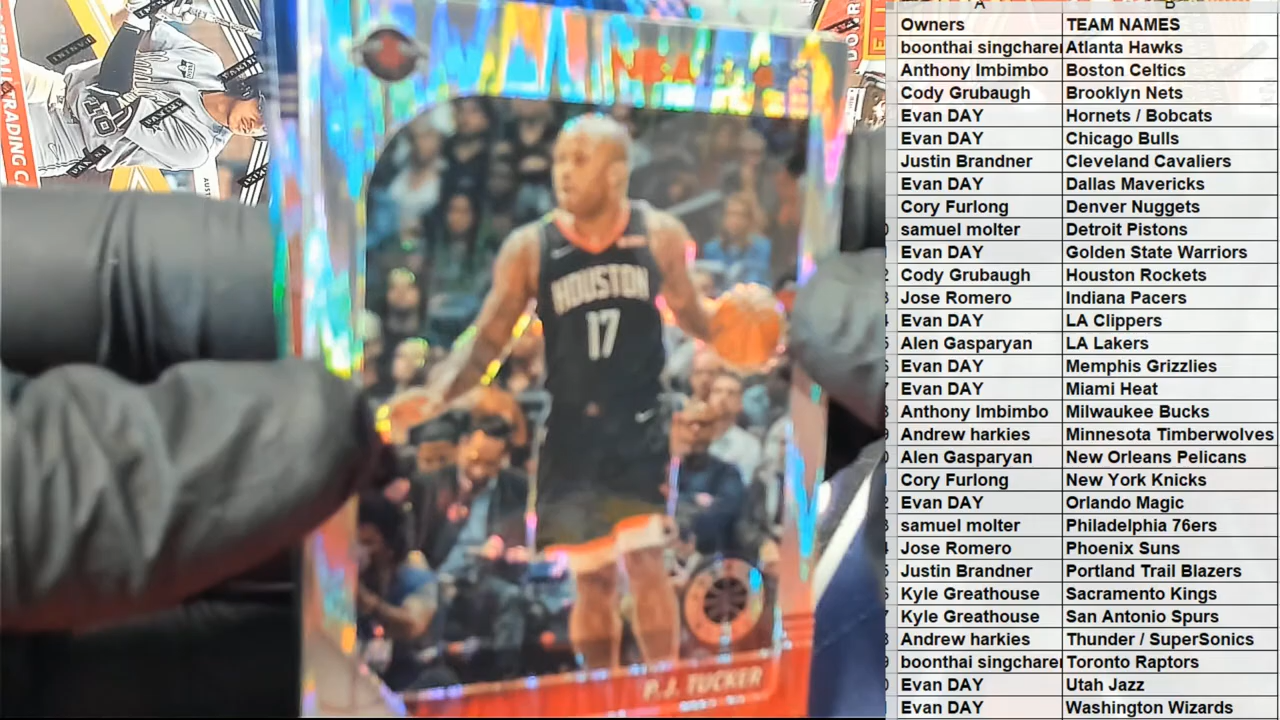 HOUSTON
17
P.J. TUCKER
A
Owners TEAM NAMES
boonthai singcharer Atlanta Hawks
Anthony Imbimbo Boston Celtics
Cody Grubaugh Brooklyn Nets
Evan DAY Hornets / Bobcats
Evan DAY Chicago Bulls
Justin Brandner Cleveland Cavaliers
Evan DAY Dallas Mavericks
Cory Furlong Denver Nuggets
samuel molter Detroit Pistons
Evan DAY Golden State Warriors
Cody Grubaugh Houston Rockets
Jose Romero Indiana Pacers
Evan DAY LA Clippers
Alen Gasparyan LA Lakers
Evan DAY Memphis Grizzlies
Evan DAY Miami Heat
Anthony Imbimbo Milwaukee Bucks
Andrew harkies Minnesota Timberwolves
Alen Gasparyan New Orleans Pelicans
Cory Furlong New York Knicks
Evan DAY Orlando Magic
samuel molter Philadelphia 76ers
Jose Romero Phoenix Suns
Justin Brandner Portland Trail Blazers
Kyle Greathouse Sacramento Kings
Kyle Greathouse San Antonio Spurs
Andrew harkies Thunder / SuperSonics
boonthai singcharer Toronto Raptors
Evan DAY Utah Jazz
Evan DAY Washington Wizards